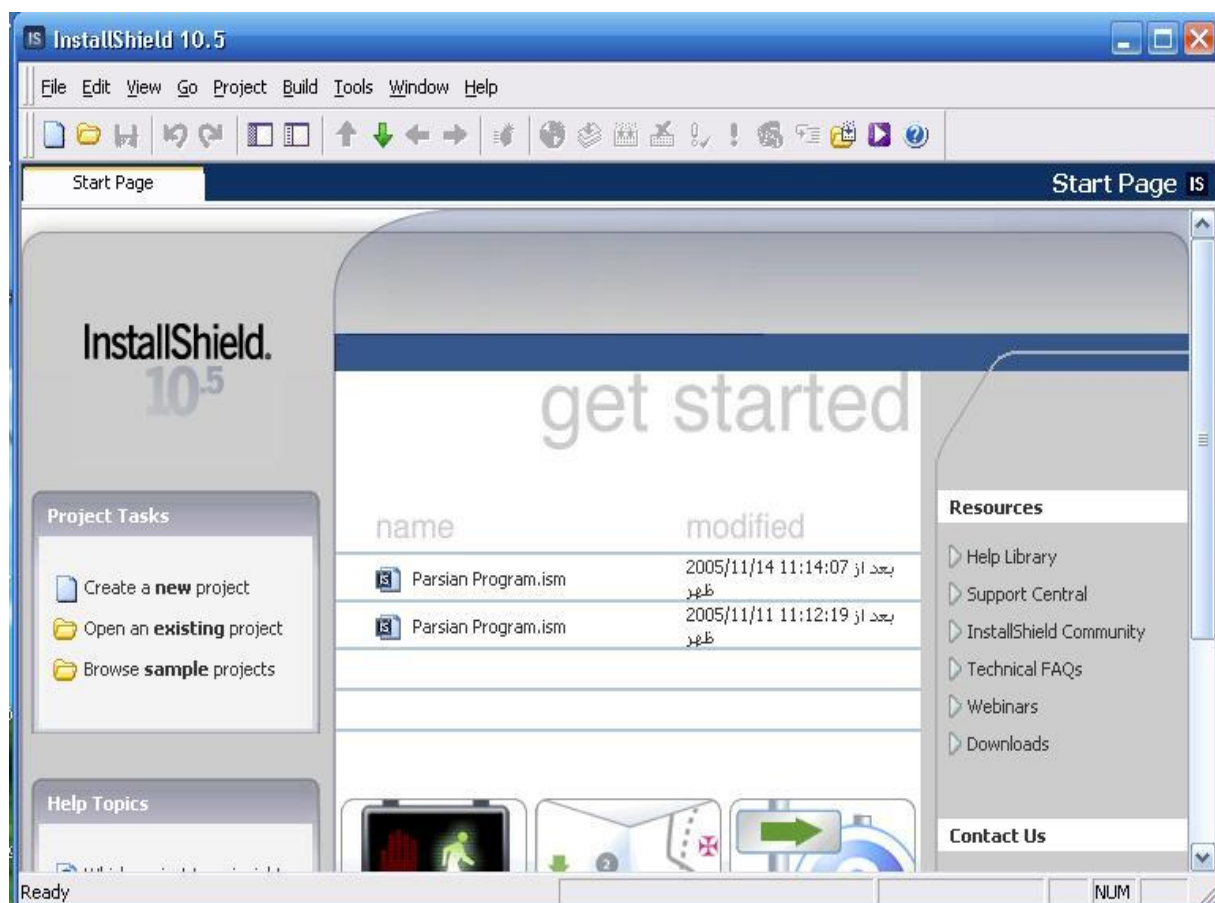 InstallShield 10.5
File Edit View Go Project Build Tools Window Help
Start Page
Start Page
InstallShield.
10.5
get started
Project Tasks
Create a new project
Open an existing project
Browse sample projects
name modified
Parsian Program.ism
2005/11/14 11:14:07 بعد از
ظهر
Parsian Program.ism
2005/11/11 11:12:19 بعد از
ظهر
Resources
Help Library
Support Central
InstallShield Community
Technical FAQs
Webinars
Downloads
Help Topics
2
Contact Us
Ready
NUM